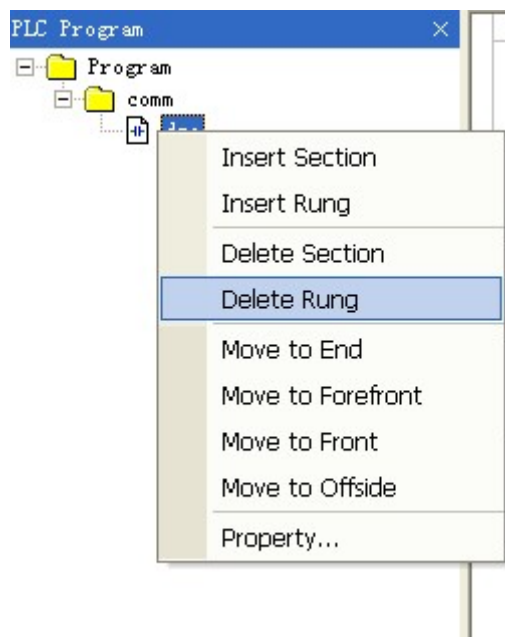 PLC Program
Program
comm
Insert Section
Insert Rung
Delete Section
Delete Rung
Move to End
Move to Forefront
Move to Front
Move to Offside
Property...